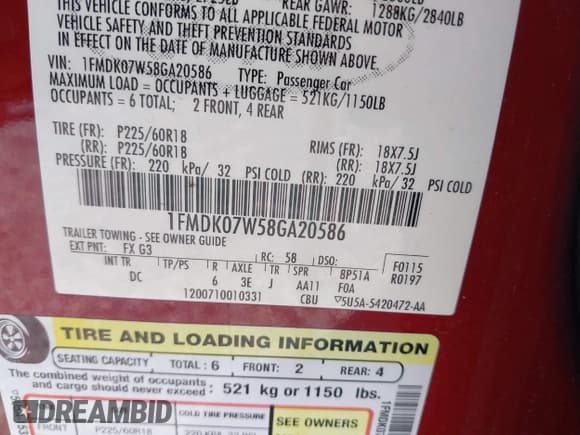 REAR GAWR:
1288KG/2840LB
THIS VEHICLE CONFORMS TO ALL APPLICABLE FEDERAL MOTOR
VEHICLE SAFETY AND THEFT PREVENTION STANDARDS
IN EFFECT ON THE DATE OF MANUFACTURE SHOWN ABOVE.
VIN: 1FMDK07W58GA20586 TYPE: Passenger Car
MAXIMUM LOAD = OCCUPANTS + LUGGAGE = 521KG/1150LB
OCCUPANTS = 6 TOTAL; 2 FRONT, 4 REAR
TIRE (FR): P225/60R18 RIMS (FR): 18X7.5J
(RR): P225/60R18 (RR): 18X7.5J
PRESSURE (FR): 220 kPa/ 32 PSI COLD (RR): 220 kPa/ 32 PSI COLD
1FMDK07W58GA20586
TRAILER TOWING - SEE OWNER GUIDE
EXT PNT: FX G3 RC: 58 DSO: F0115
INT TR TP/PS R AXLE TR SPR BP51A R0197
DC 6 3E J AA11 F0A
1200710010331 CBU ▽5U5A-5420472-AA
TIRE AND LOADING INFORMATION
SEATING CAPACITY TOTAL: 6 FRONT: 2 REAR: 4
The combined weight of occupants
and cargo should never exceed: 521 kg or 1150 lbs.
COLD TIRE PRESSURE SEE OWNERS
FRONT P225/60R18
DREAMBID